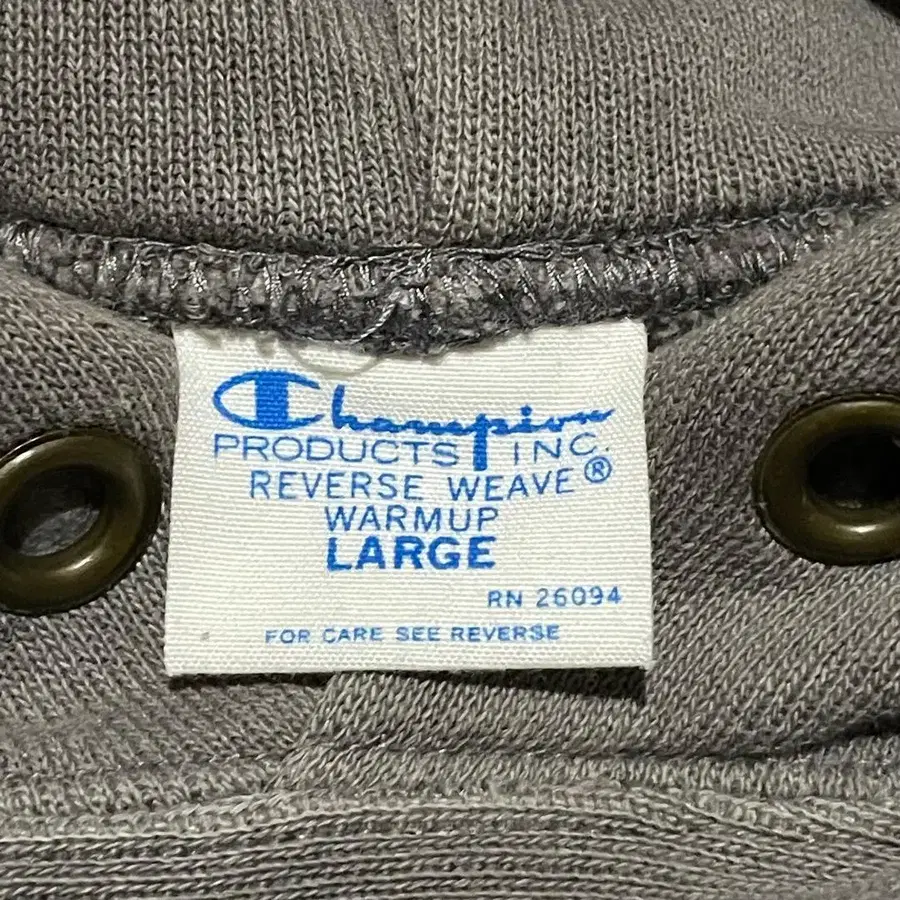 Champion
PRODUCTS INC.
REVERSE WEAVE®
WARMUP
LARGE
RN 26094
FOR CARE SEE REVERSE